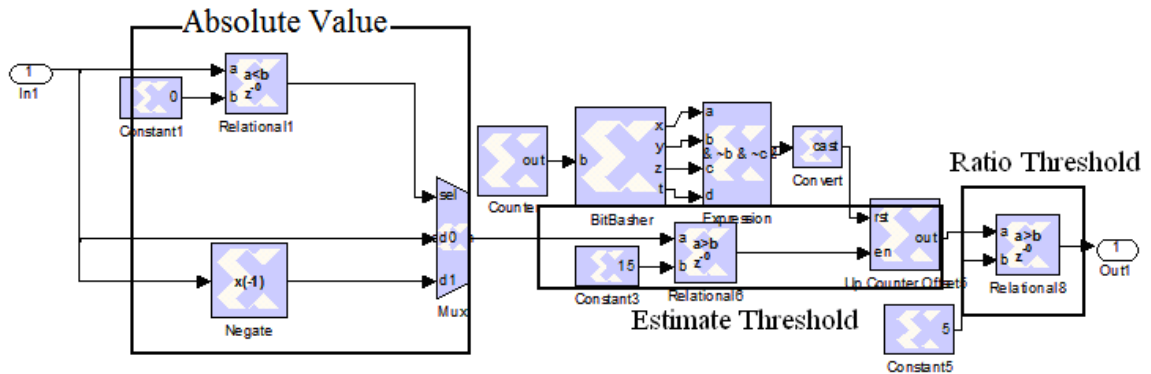 Absolute Value
1
In1
a
b
a<b
z-0
Relational1
0
Constant1
sel
d0
d1
Mux
x(-1)
Negate
out
Counter
b
x
y
z
t
BitBasher
a
b
c
d
& ~b & ~c
Expression
cast
Convert
rst
en
out
Up Counter Offset5
15
Constant3
a
b
a>b
z-0
Relational6
Estimate Threshold
Ratio Threshold
a
b
a>b
z-0
Relational8
5
Constant5
1
Out1